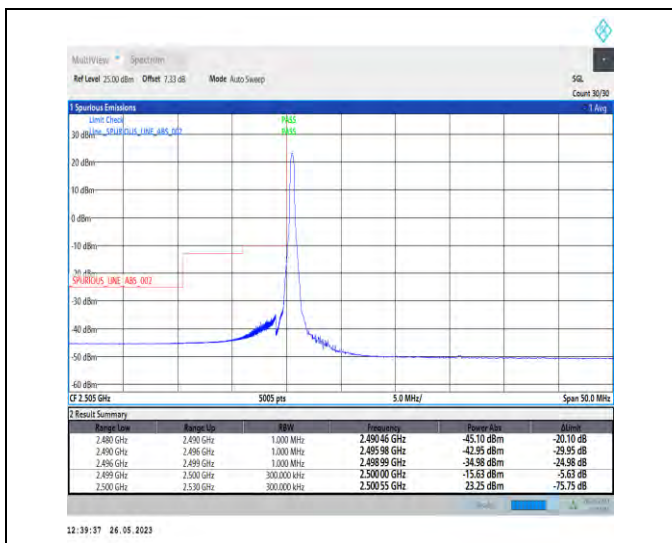 MultiView Spectrum
Ref Level 25.00 dBm Offset 7.33 dB Mode Auto Sweep SGL
Count 30/30
1 Spurious Emissions 1 Avg
Limit Check PASS
Line _SPURIOUS_LINE_ABS_002 PASS
30 dBm
20 dBm
10 dBm
0 dBm
-10 dBm
-20 dBm
SPURIOUS_LINE_ABS_002
-30 dBm
-40 dBm
-50 dBm
-60 dBm
CF 2.505 GHz 5005 pts 5.0 MHz/ Span 50.0 MHz
2 Result Summary
Range Low Range Up RBW Frequency Power Abs ΔLimit
2.480 GHz 2.490 GHz 1.000 MHz 2.49046 GHz -45.10 dBm -20.10 dB
2.490 GHz 2.496 GHz 1.000 MHz 2.49598 GHz -42.95 dBm -29.95 dB
2.496 GHz 2.499 GHz 1.000 MHz 2.49899 GHz -34.98 dBm -24.98 dB
2.499 GHz 2.500 GHz 300.000 kHz 2.50000 GHz -15.63 dBm -5.63 dB
2.500 GHz 2.530 GHz 300.000 kHz 2.50055 GHz 23.25 dBm -75.75 dB
12:39:37 26.05.2023